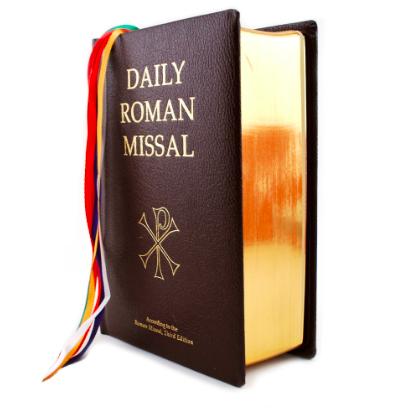 DAILY
ROMAN
MISSAL
According to the
Roman Missal, Third Edition